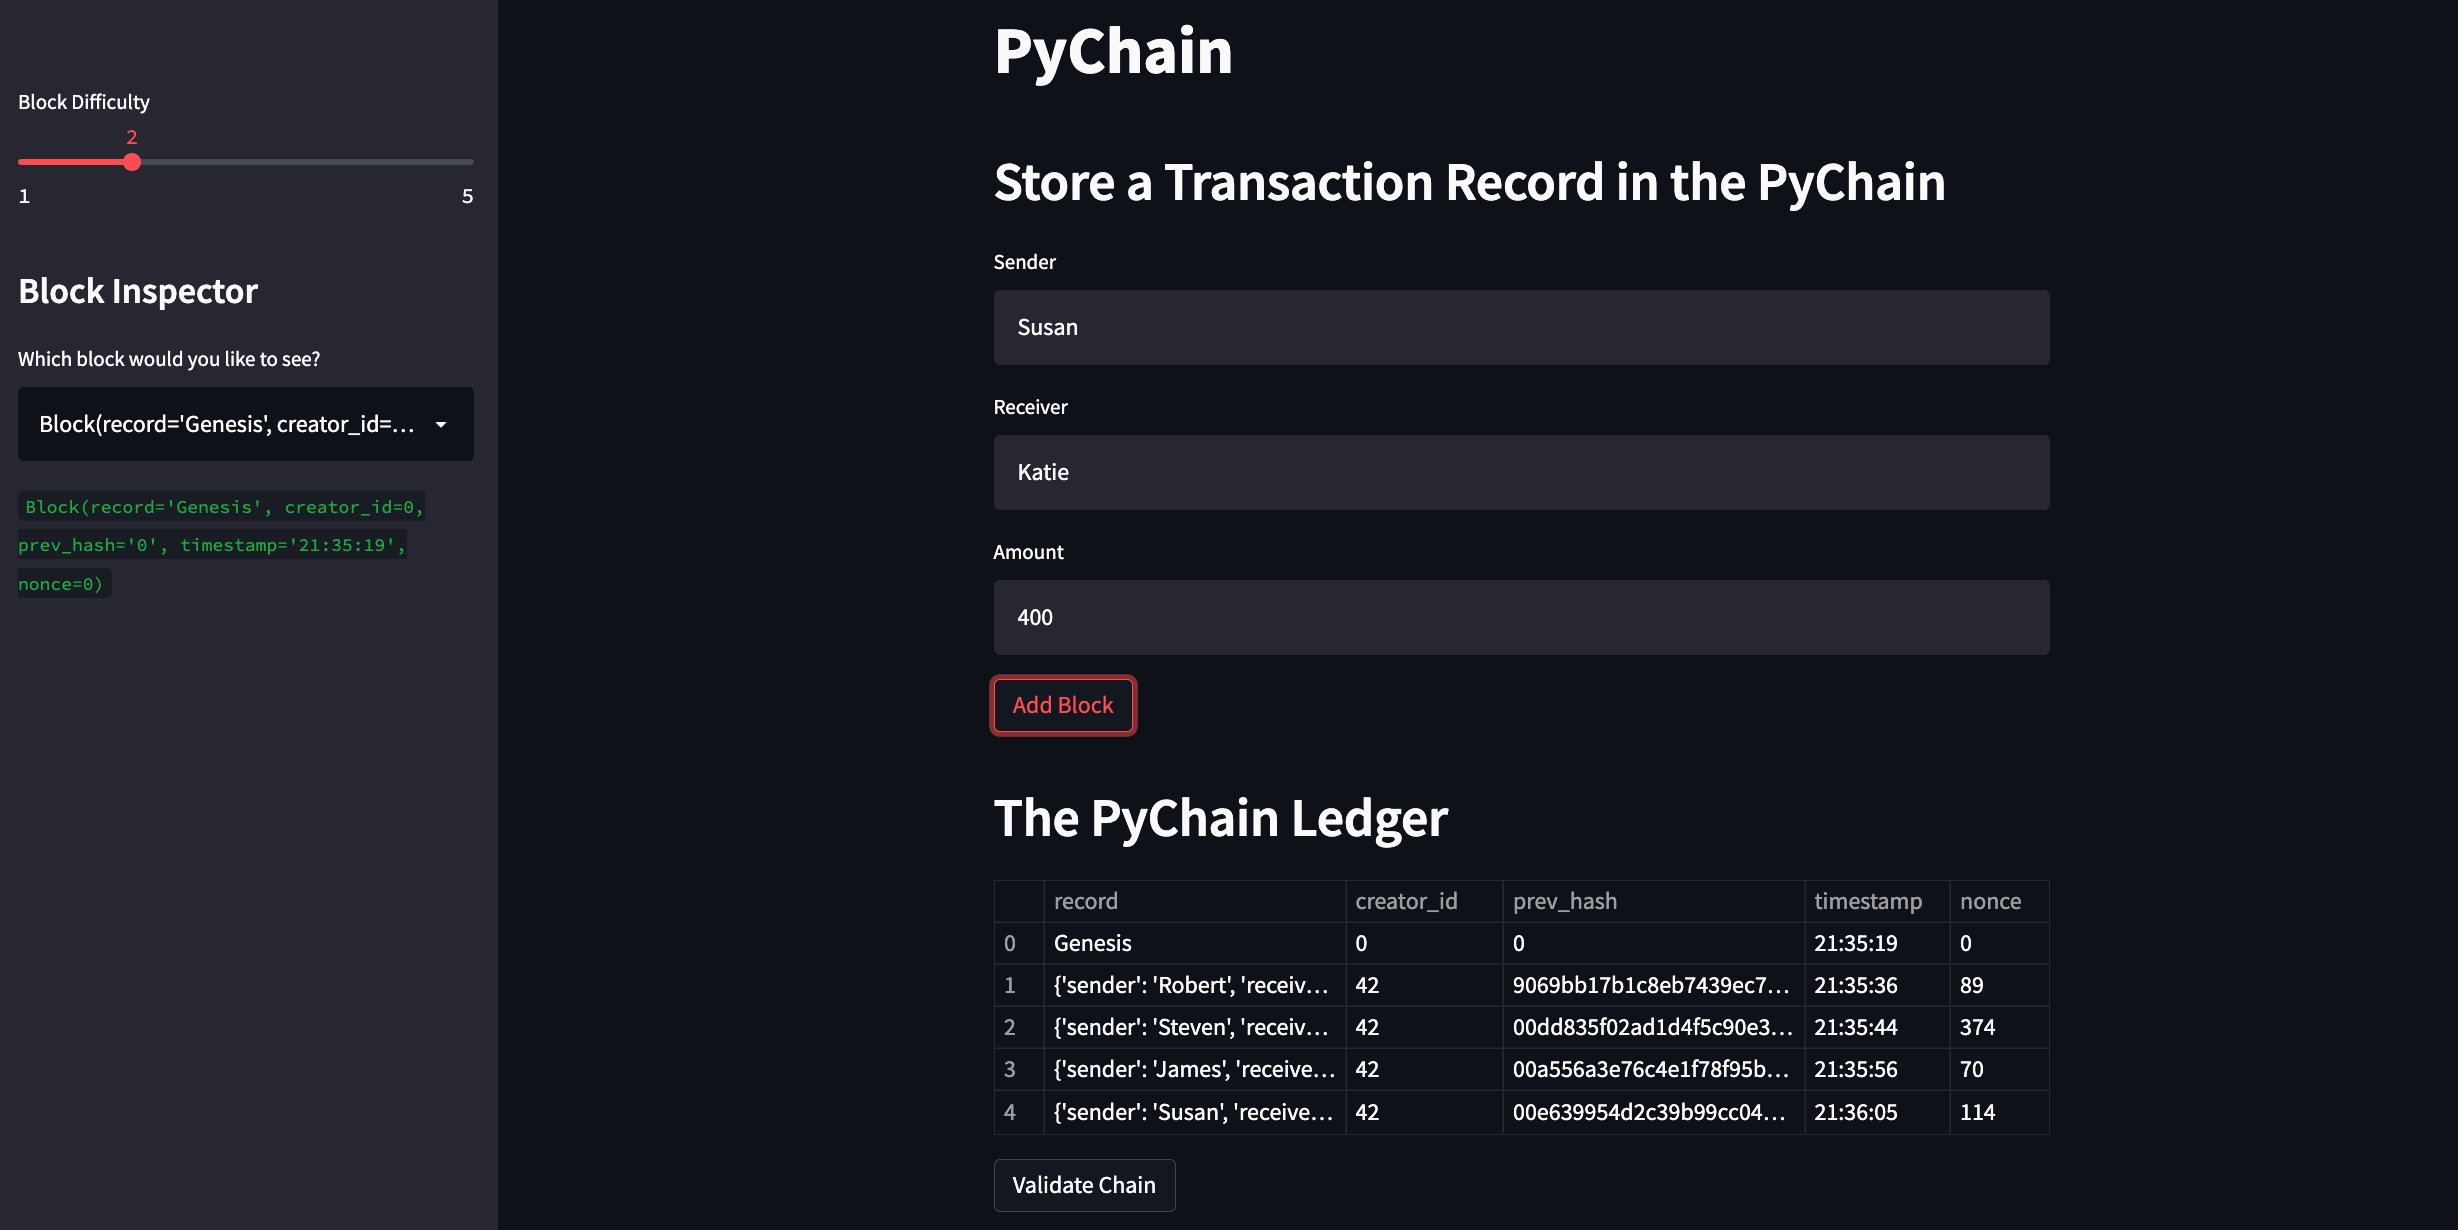 Block Difficulty
2
1 5
Block Inspector
Which block would you like to see?
Block(record='Genesis', creator_id=...
Block(record='Genesis', creator_id=0,
prev_hash='0', timestamp='21:35:19',
nonce=0)
PyChain
Store a Transaction Record in the PyChain
Sender
Susan
Receiver
Katie
Amount
400
Add Block
The PyChain Ledger
record creator_id prev_hash timestamp nonce
0 Genesis 0 0 21:35:19 0
1 {'sender': 'Robert', 'receiv... 42 9069bb17b1c8eb7439ec7... 21:35:36 89
2 {'sender': 'Steven', 'receiv... 42 00dd835f02ad1d4f5c90e3... 21:35:44 374
3 {'sender': 'James', 'receive... 42 00a556a3e76c4e1f78f95b... 21:35:56 70
4 {'sender': 'Susan', 'receive... 42 00e639954d2c39b99cc04... 21:36:05 114
Validate Chain